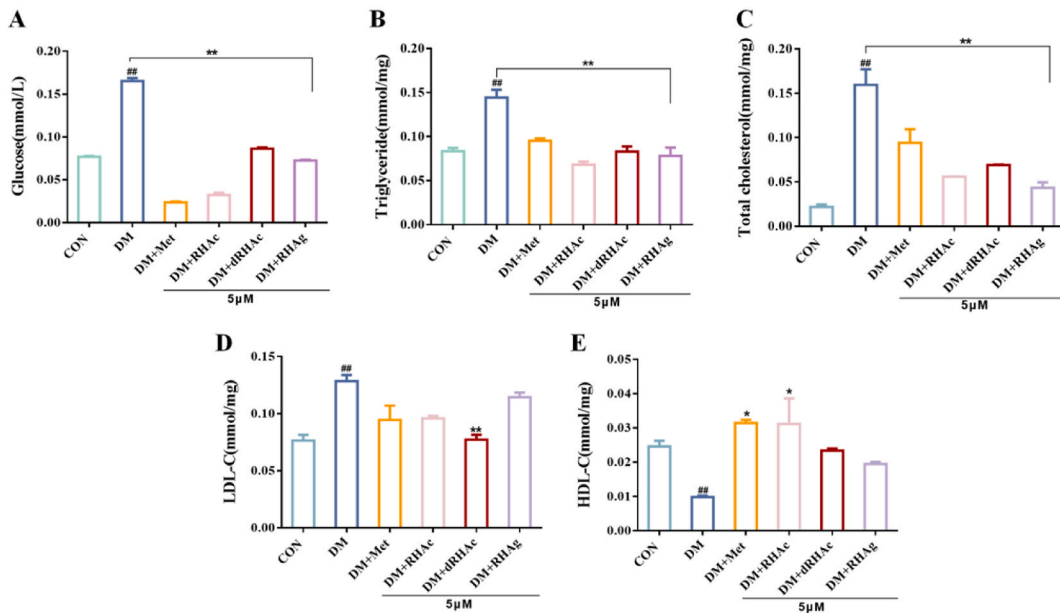 A
Glucose(mmol/L)
0.20
0.15
0.10
0.05
0.00
**
##
CON
DM
DM+Met
DM+RHAc
DM+dRHAc
DM+RHAg
5μM
B
Triglyceride(mmol/mg)
0.20
0.15
0.10
0.05
0.00
**
##
CON
DM
DM+Met
DM+RHAc
DM+dRHAc
DM+RHAg
5μM
C
Total cholesterol(mmol/mg)
0.20
0.15
0.10
0.05
0.00
**
##
CON
DM
DM+Met
DM+RHAc
DM+dRHAc
DM+RHAg
5μM
D
LDL-C(mmol/mg)
0.15
0.10
0.05
0.00
##
**
CON
DM
DM+Met
DM+RHAc
DM+dRHAc
DM+RHAg
5μM
E
HDL-C(mmol/mg)
0.05
0.04
0.03
0.02
0.01
0.00
##
*
*
CON
DM
DM+Met
DM+RHAc
DM+dRHAc
DM+RHAg
5μM